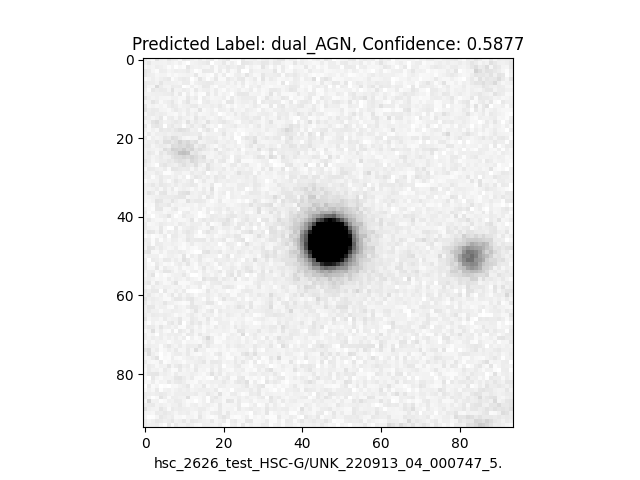 Predicted Label: dual_AGN, Confidence: 0.5877
0
20
40
60
80
0 20 40 60 80
hsc_2626_test_HSC-G/UNK_220913_04_000747_5.